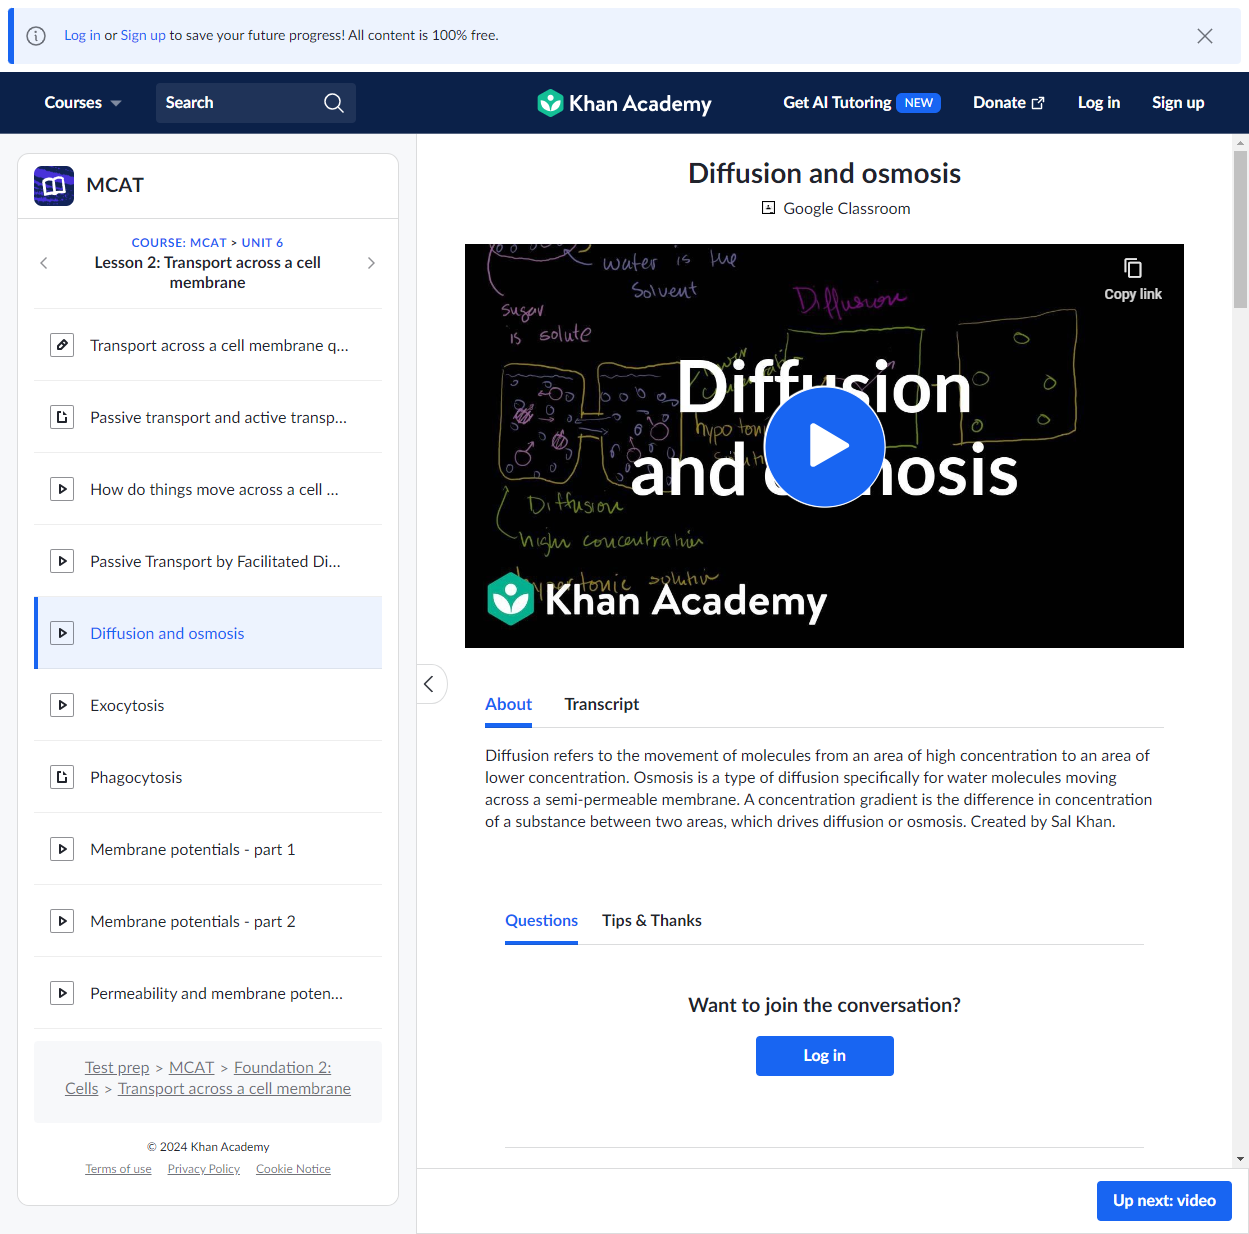 Log in or Sign up to save your future progress! All content is 100% free.
Courses
Search
Khan Academy
Get AI Tutoring NEW
Donate
Log in
Sign up
MCAT
COURSE: MCAT > UNIT 6
Lesson 2: Transport across a cell
membrane
Transport across a cell membrane q...
Passive transport and active transp...
How do things move across a cell ...
Passive Transport by Facilitated Di...
Diffusion and osmosis
Exocytosis
Phagocytosis
Membrane potentials - part 1
Membrane potentials - part 2
Permeability and membrane poten...
Test prep > MCAT > Foundation 2:
Cells > Transport across a cell membrane
© 2024 Khan Academy
Terms of use Privacy Policy Cookie Notice
Diffusion and osmosis
Google Classroom
water is the
Solvent
Copy link
Diffusion
sugar
is solute
Diffusion
and osmosis
hypotonic
Diffusion
high concentration
hypertonic solution
Khan Academy
About
Transcript
Diffusion refers to the movement of molecules from an area of high concentration to an area of
lower concentration. Osmosis is a type of diffusion specifically for water molecules moving
across a semi-permeable membrane. A concentration gradient is the difference in concentration
of a substance between two areas, which drives diffusion or osmosis. Created by Sal Khan.
Questions
Tips & Thanks
Want to join the conversation?
Log in
Up next: video